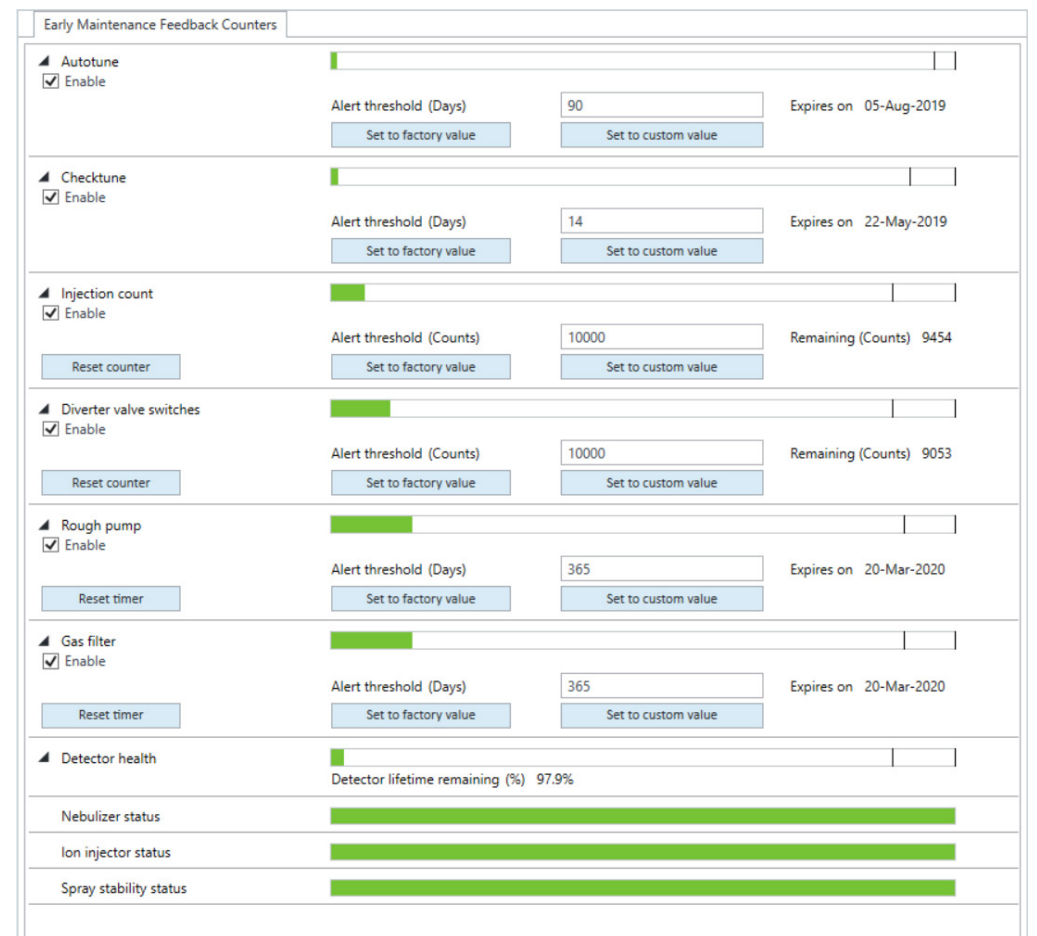 Early Maintenance Feedback Counters
Autotune
Enable
Alert threshold (Days) 90 Expires on 05-Aug-2019
Set to factory value Set to custom value
Checktune
Enable
Alert threshold (Days) 14 Expires on 22-May-2019
Set to factory value Set to custom value
Injection count
Enable
Alert threshold (Counts) 10000 Remaining (Counts) 9454
Reset counter Set to factory value Set to custom value
Diverter valve switches
Enable
Alert threshold (Counts) 10000 Remaining (Counts) 9053
Reset counter Set to factory value Set to custom value
Rough pump
Enable
Alert threshold (Days) 365 Expires on 20-Mar-2020
Reset timer Set to factory value Set to custom value
Gas filter
Enable
Alert threshold (Days) 365 Expires on 20-Mar-2020
Reset timer Set to factory value Set to custom value
Detector health
Detector lifetime remaining (%) 97.9%
Nebulizer status
Ion injector status
Spray stability status